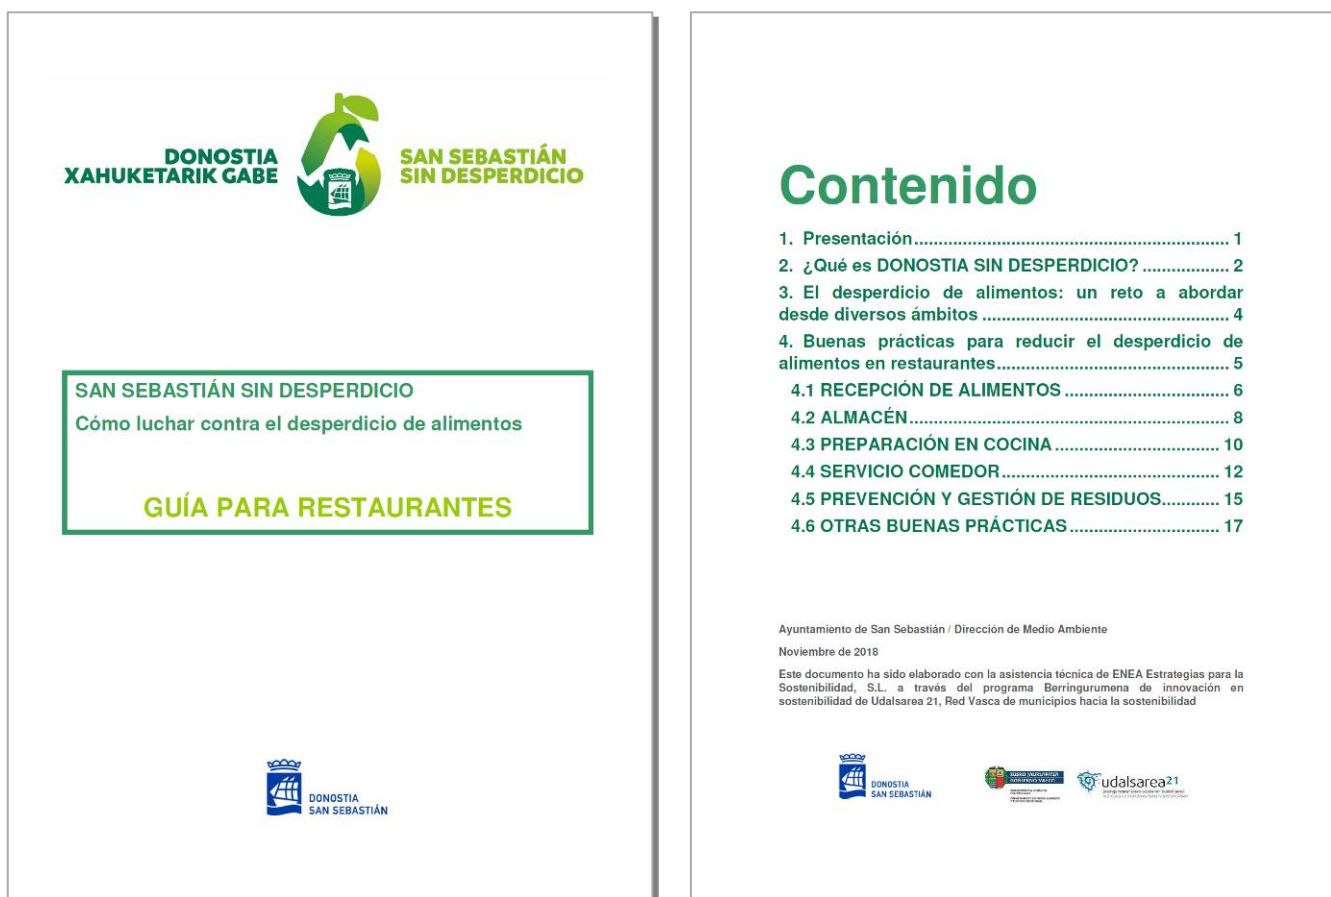 DONOSTIA
XAHUKETARIK GABE
SAN SEBASTIÁN
SIN DESPERDICIO
SAN SEBASTIÁN SIN DESPERDICIO
Cómo luchar contra el desperdicio de alimentos
GUÍA PARA RESTAURANTES
DONOSTIA
SAN SEBASTIÁN
Contenido
1. Presentación................................................................. 1
2. ¿Qué es DONOSTIA SIN DESPERDICIO? .................. 2
3. El desperdicio de alimentos: un reto a abordar
desde diversos ámbitos ................................................... 4
4. Buenas prácticas para reducir el desperdicio de
alimentos en restaurantes................................................ 5
4.1 RECEPCIÓN DE ALIMENTOS .................................. 6
4.2 ALMACÉN.................................................................. 8
4.3 PREPARACIÓN EN COCINA .................................. 10
4.4 SERVICIO COMEDOR............................................. 12
4.5 PREVENCIÓN Y GESTIÓN DE RESIDUOS............ 15
4.6 OTRAS BUENAS PRÁCTICAS ............................... 17
Ayuntamiento de San Sebastián / Dirección de Medio Ambiente
Noviembre de 2018
Este documento ha sido elaborado con la asistencia técnica de ENEA Estrategias para la
Sostenibilidad, S.L. a través del programa Berringurumena de innovación en
sostenibilidad de Udalsarea 21, Red Vasca de municipios hacia la sostenibilidad
DONOSTIA
SAN SEBASTIÁN
EUSKO JAURLARITZA
GOBIERNO VASCO
udalsarea21